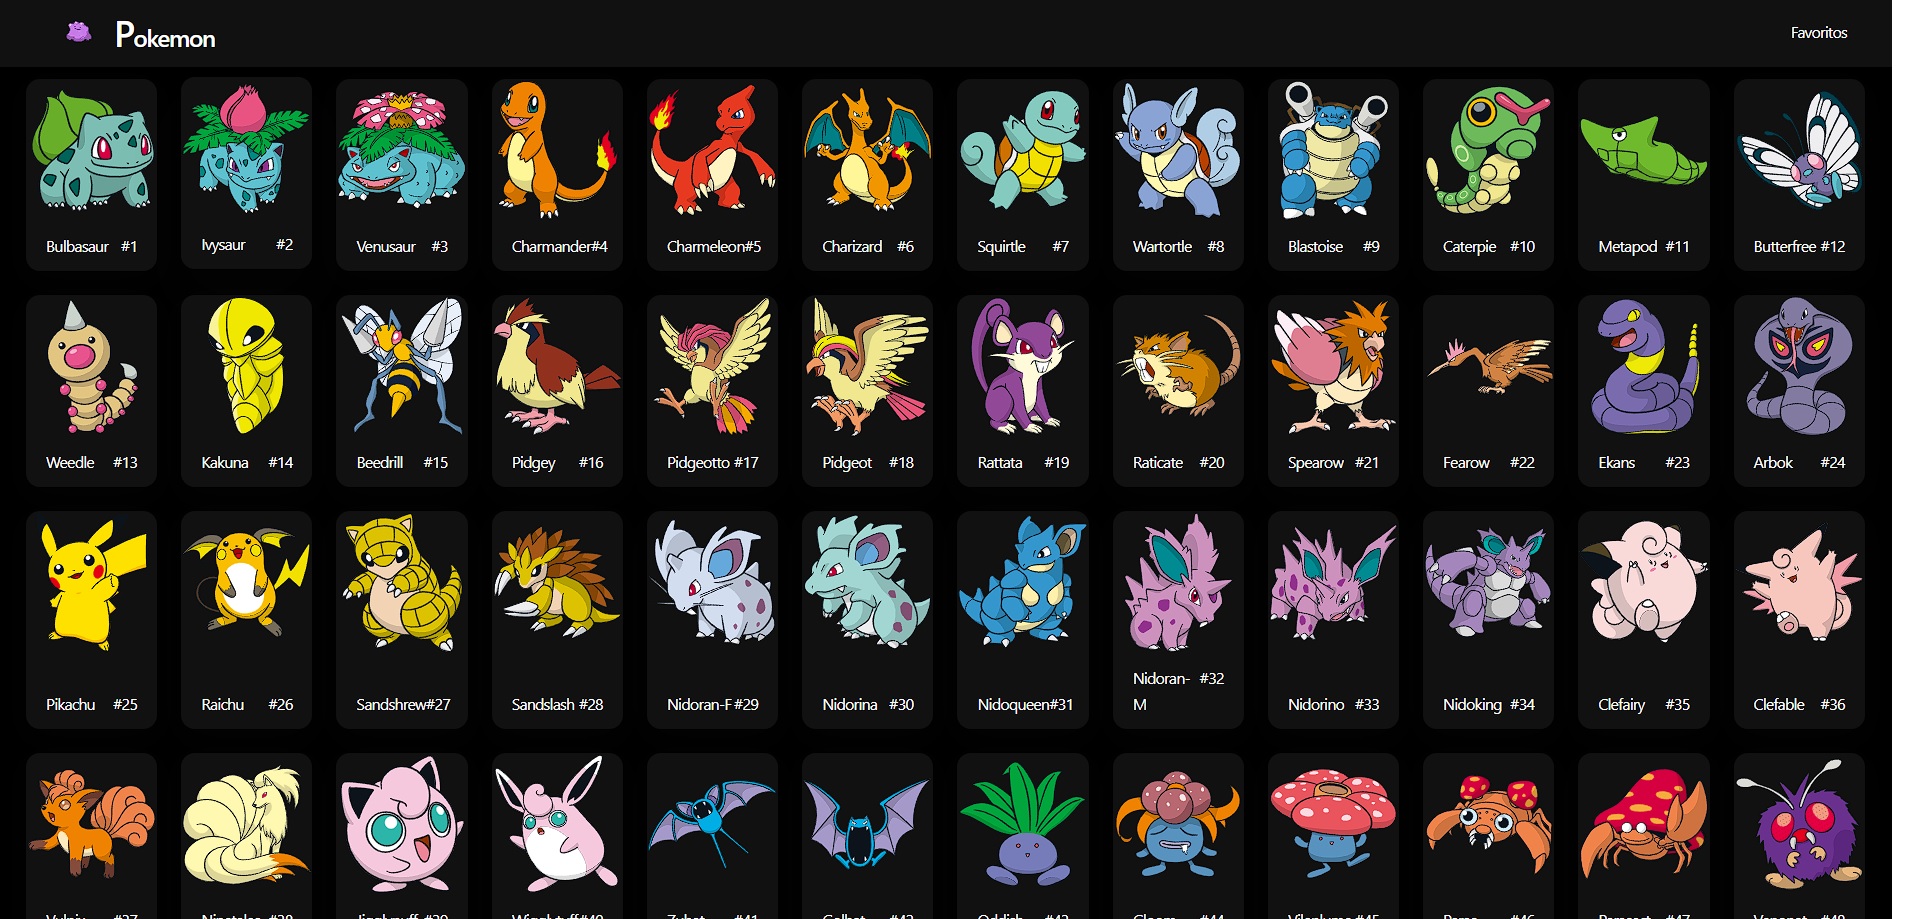 Pokemon
Favoritos
Bulbasaur #1
Ivysaur #2
Venusaur #3
Charmander#4
Charmeleon#5
Charizard #6
Squirtle #7
Wartortle #8
Blastoise #9
Caterpie #10
Metapod #11
Butterfree #12
Weedle #13
Kakuna #14
Beedrill #15
Pidgey #16
Pidgeotto #17
Pidgeot #18
Rattata #19
Raticate #20
Spearow #21
Fearow #22
Ekans #23
Arbok #24
Pikachu #25
Raichu #26
Sandshrew#27
Sandslash #28
Nidoran-F #29
Nidorina #30
Nidoqueen#31
Nidoran- #32
M
Nidorino #33
Nidoking #34
Clefairy #35
Clefable #36